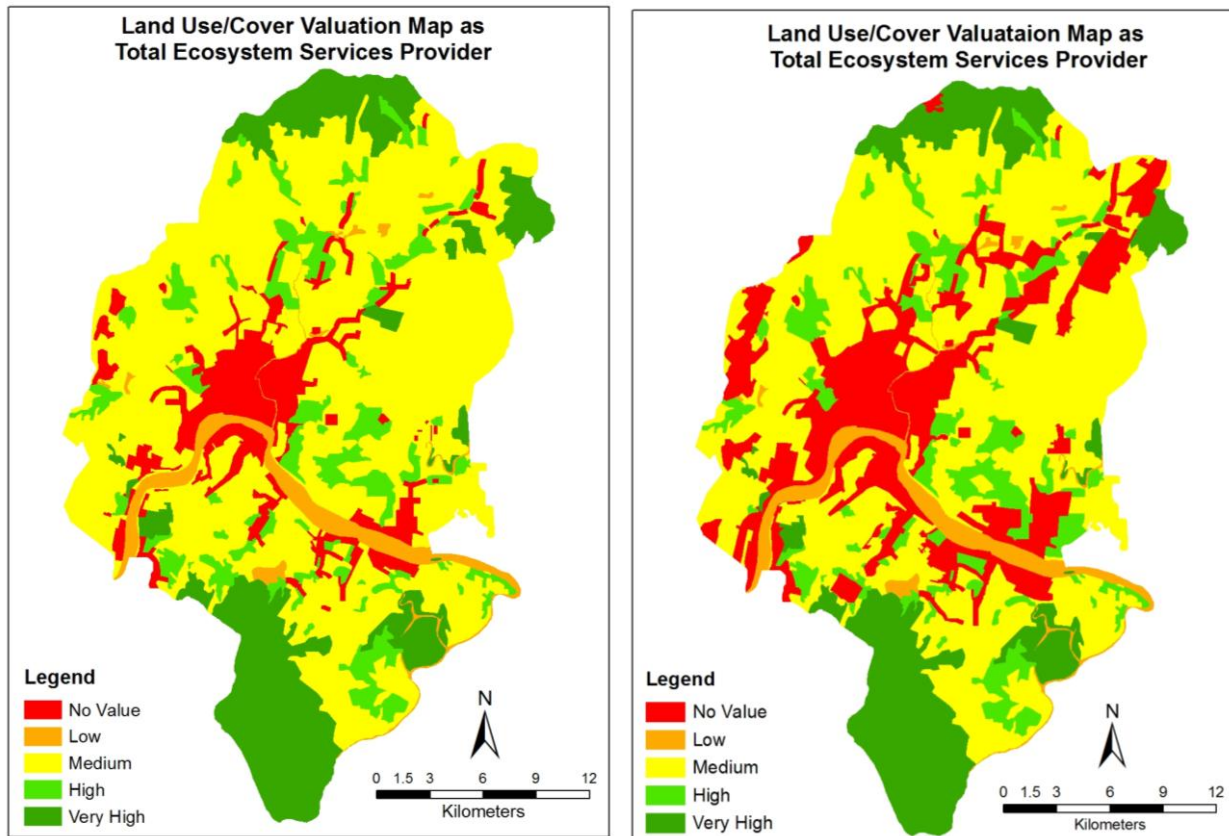 Land Use/Cover Valuation Map as
Total Ecosystem Services Provider
Legend
No Value
Low
Medium
High
Very High
N
0 1.5 3 6 9 12
Kilometers
Land Use/Cover Valuataion Map as
Total Ecosystem Services Provider
Legend
No Value
Low
Medium
High
Very High
N
0 1.5 3 6 9 12
Kilometers